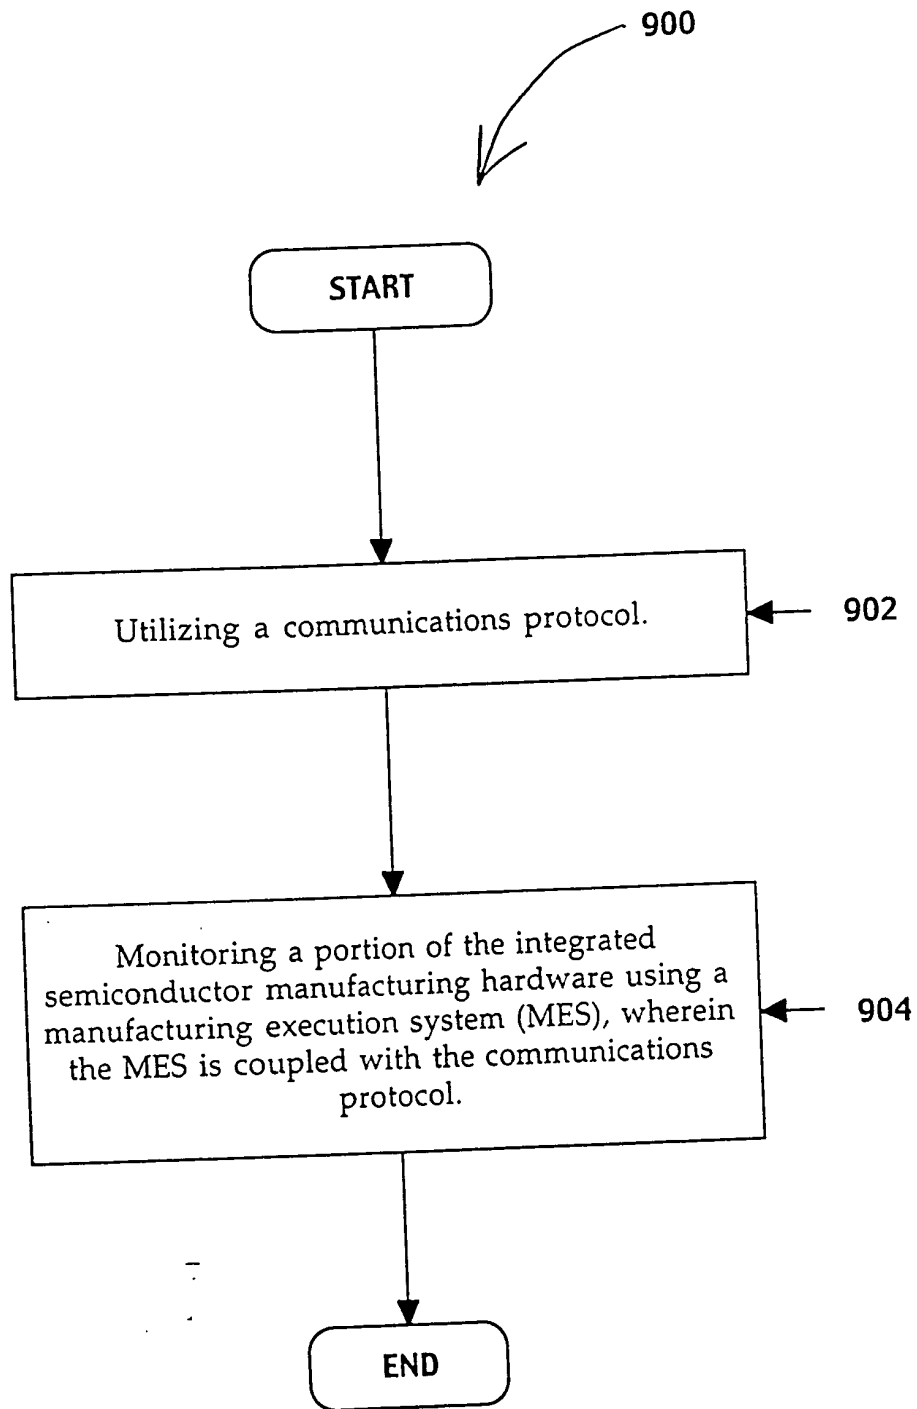 900
START
Utilizing a communications protocol.
902
Monitoring a portion of the integrated
semiconductor manufacturing hardware using a
manufacturing execution system (MES), wherein
the MES is coupled with the communications
protocol.
904
END